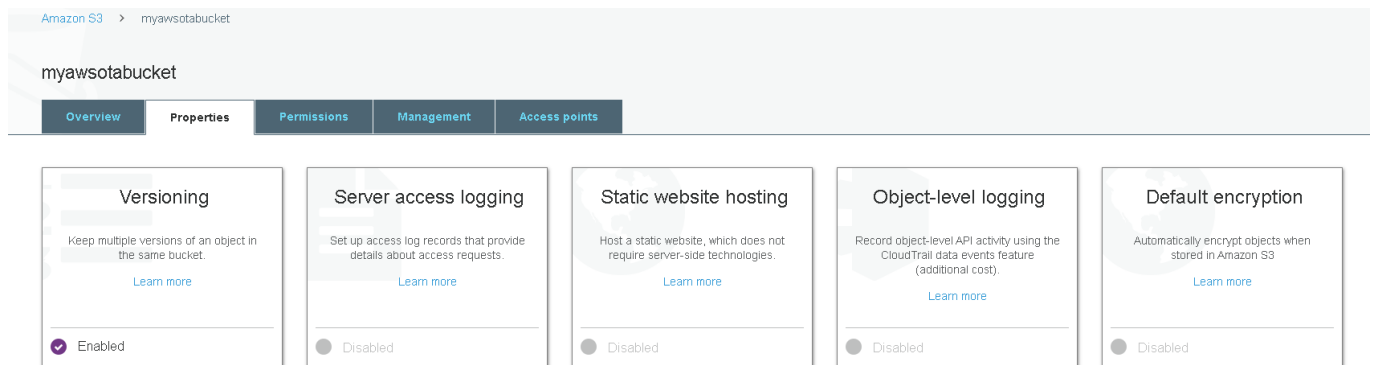 Amazon S3 > myawsotabucket
myawsotabucket
Overview Properties Permissions Management Access points
Versioning
Keep multiple versions of an object in
the same bucket.
Learn more
Enabled
Server access logging
Set up access log records that provide
details about access requests.
Learn more
Disabled
Static website hosting
Host a static website, which does not
require server-side technologies.
Learn more
Disabled
Object-level logging
Record object-level API activity using the
CloudTrail data events feature
(additional cost).
Learn more
Disabled
Default encryption
Automatically encrypt objects when
stored in Amazon S3
Learn more
Disabled